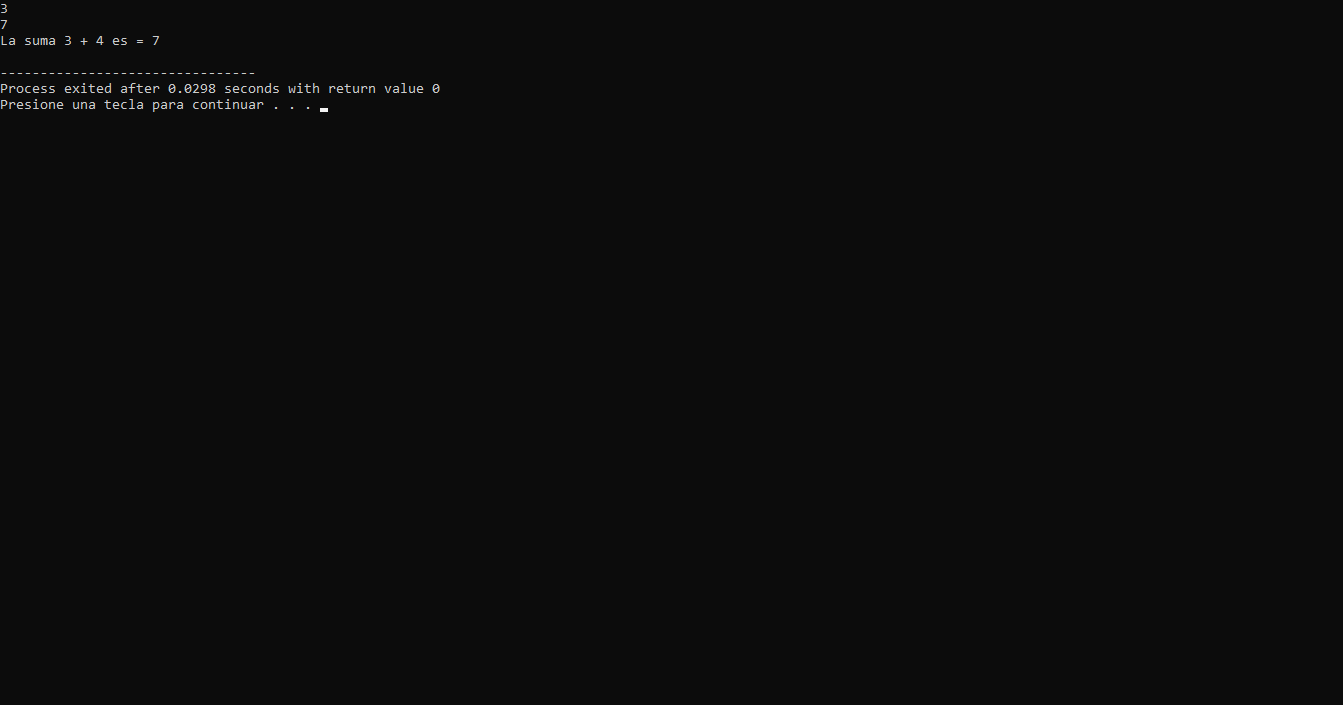 3
7
La suma 3 + 4 es = 7
--------------------------------
Process exited after 0.0298 seconds with return value 0
Presione una tecla para continuar . . .